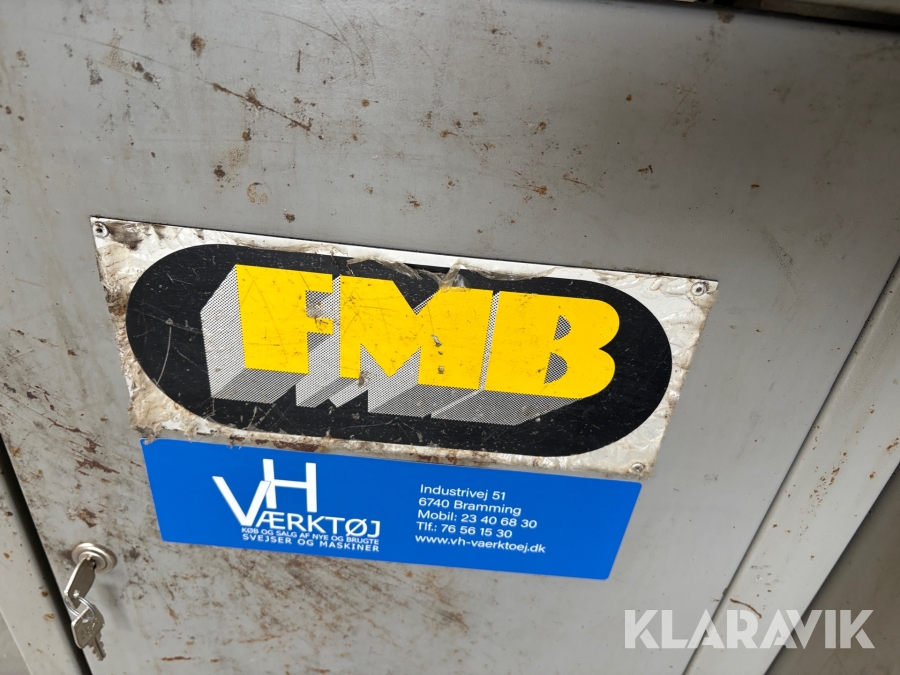 FMB
VH
VÆRKTØJ
KØB OG SALG AF NYE OG BRUGTE
SVEJSER OG MASKINER
Industrivej 51
6740 Bramming
Mobil: 23 40 68 30
Tlf.: 76 56 15 30
www.vh-vaerktoej.dk
KLARAVIK